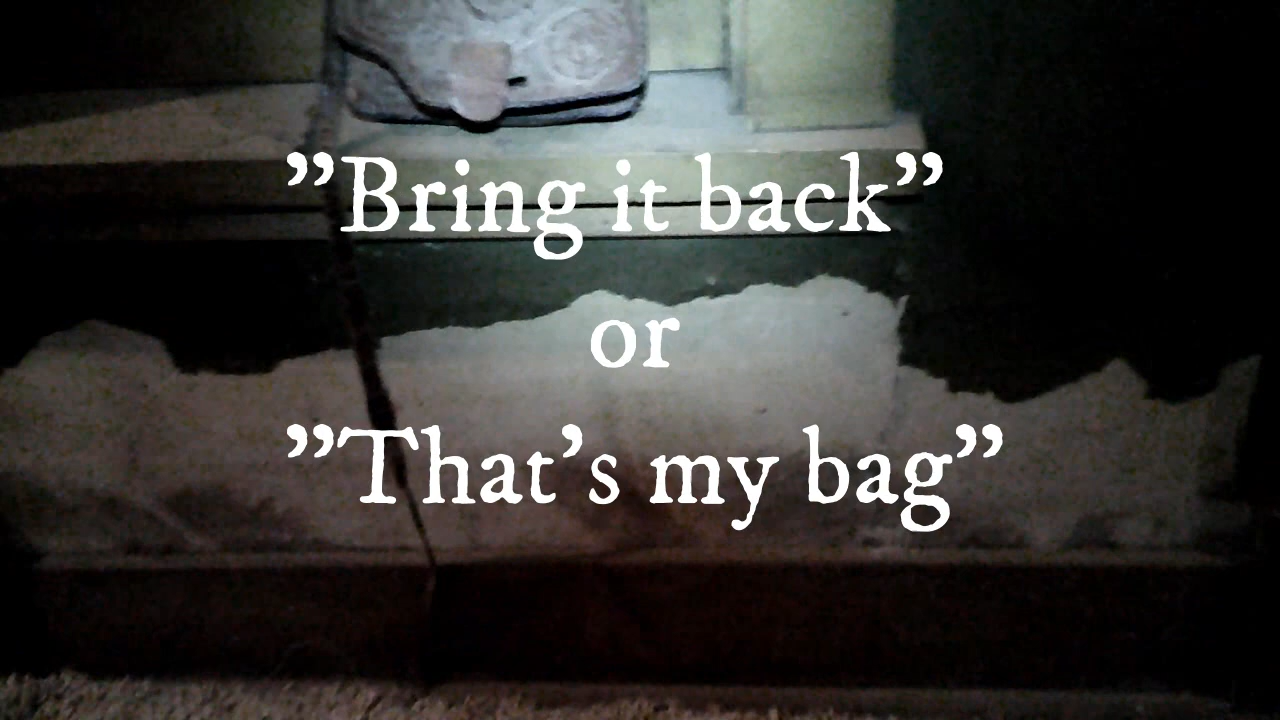 ”Bring it back”
or
”That’s my bag”